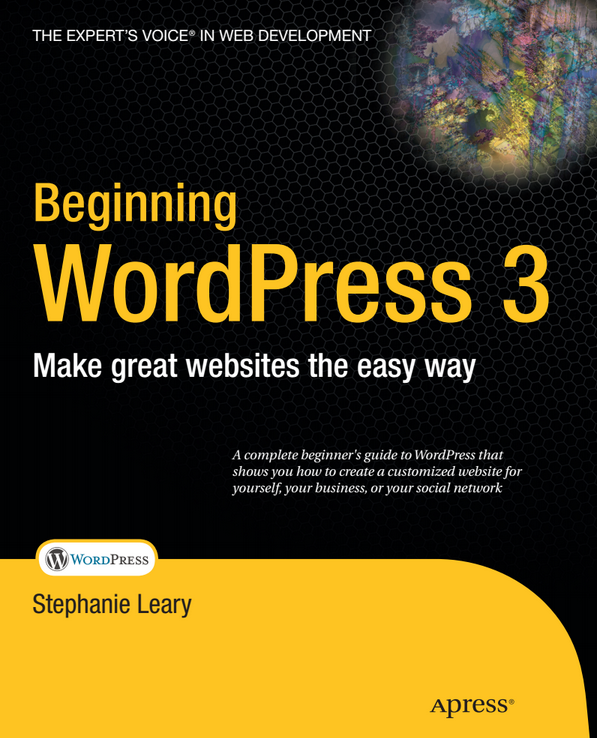 THE EXPERT'S VOICE® IN WEB DEVELOPMENT
Beginning
WordPress 3
Make great websites the easy way
A complete beginner's guide to WordPress that
shows you how to create a customized website for
yourself, your business, or your social network
WORDPRESS
Stephanie Leary
Apress®